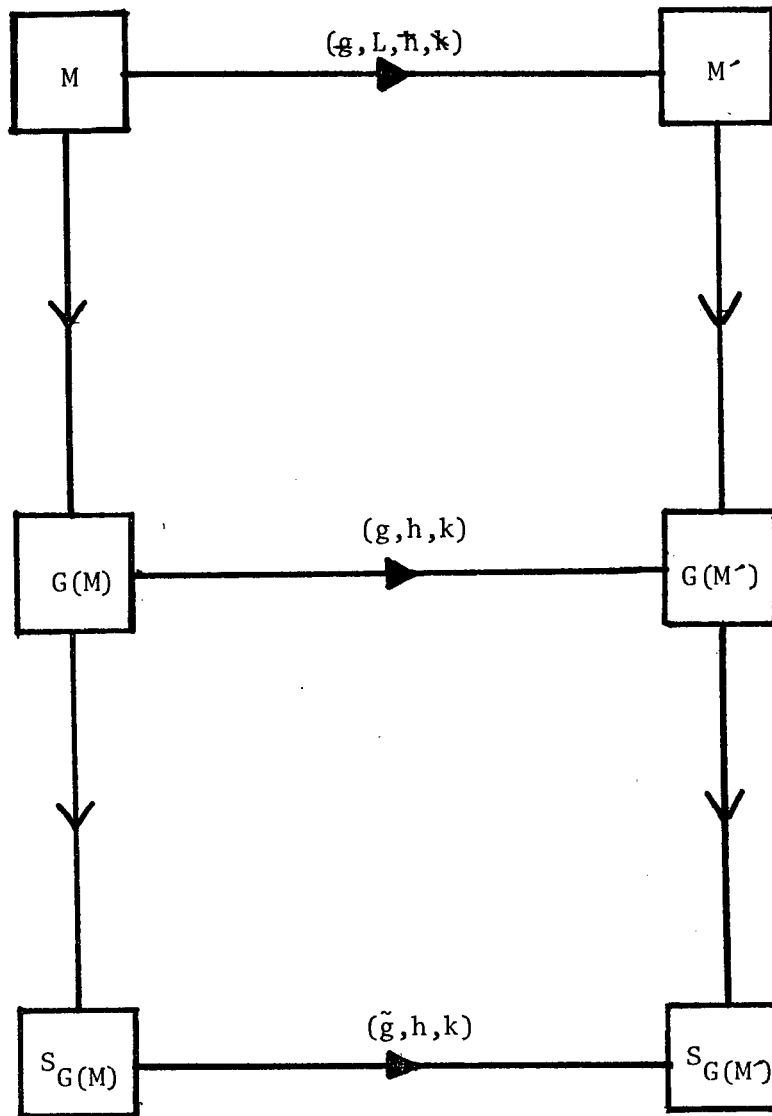 (g̵,L,h̵,k̵)
M M´
(g,h,k)
G(M) G(M´)
(g̃,h,k)
S_G(M) S_G(M´)